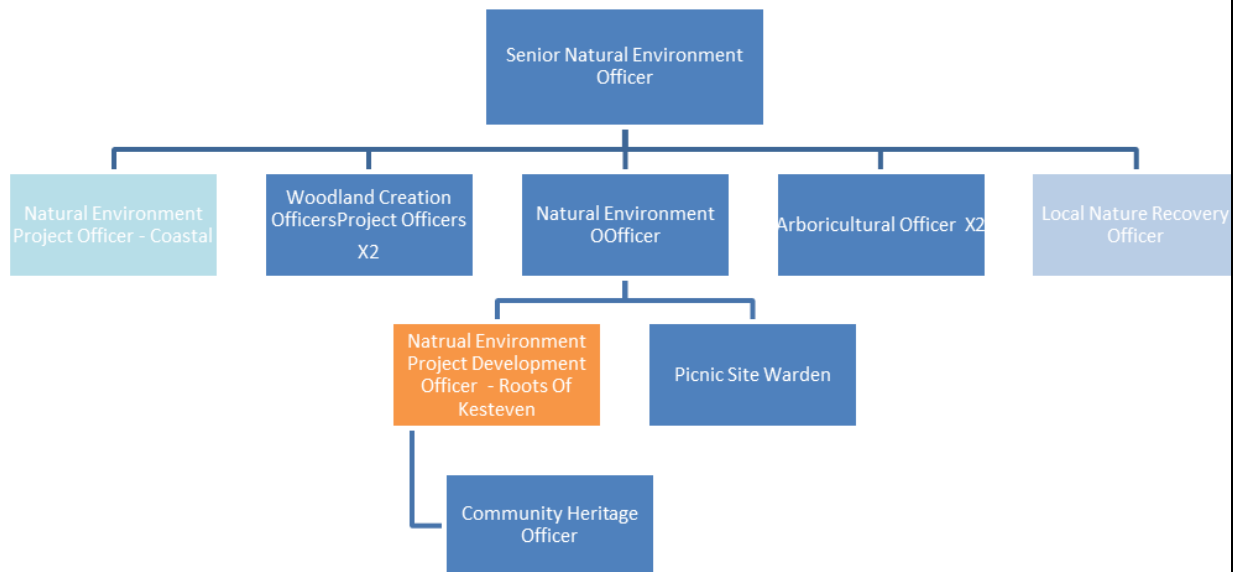 Senior Natural Environment
Officer
Natural Environment
Project Officer - Coastal
Woodland Creation
OfficersProject Officers
X2
Natural Environment
OOfficer
Arboricultural Officer X2
Local Nature Recovery
Officer
Natrual Environment
Project Development
Officer - Roots Of
Kesteven
Picnic Site Warden
Community Heritage
Officer